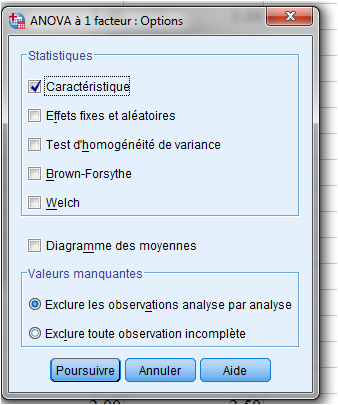 ANOVA à 1 facteur : Options
Statistiques
Caractéristique
Effets fixes et aléatoires
Test d'homogénéité de variance
Brown-Forsythe
Welch
Diagramme des moyennes
Valeurs manquantes
Exclure les observations analyse par analyse
Exclure toute observation incomplète
Poursuivre Annuler Aide